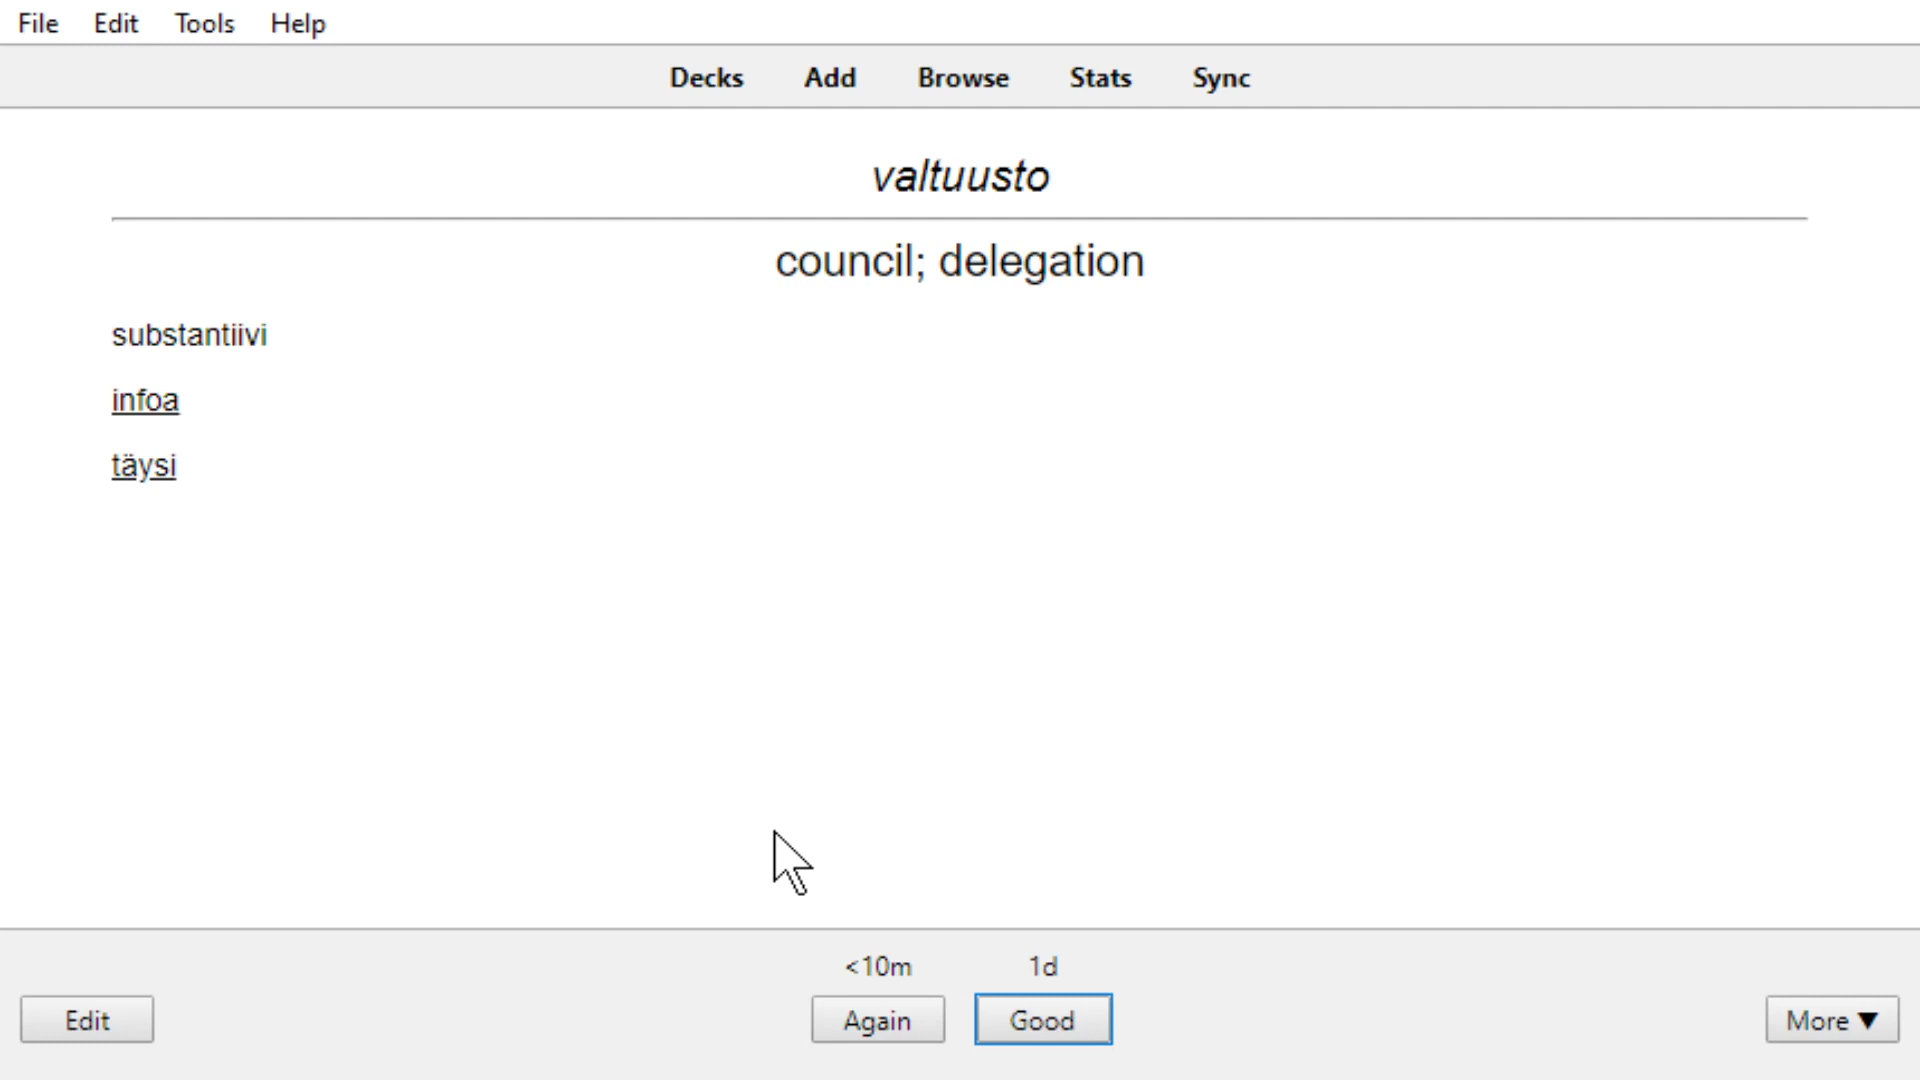 File Edit Tools Help
Decks Add Browse Stats Sync
valtuusto
council; delegation
substantiivi
infoa
täysi
<10m 1d
Edit Again Good More ▼